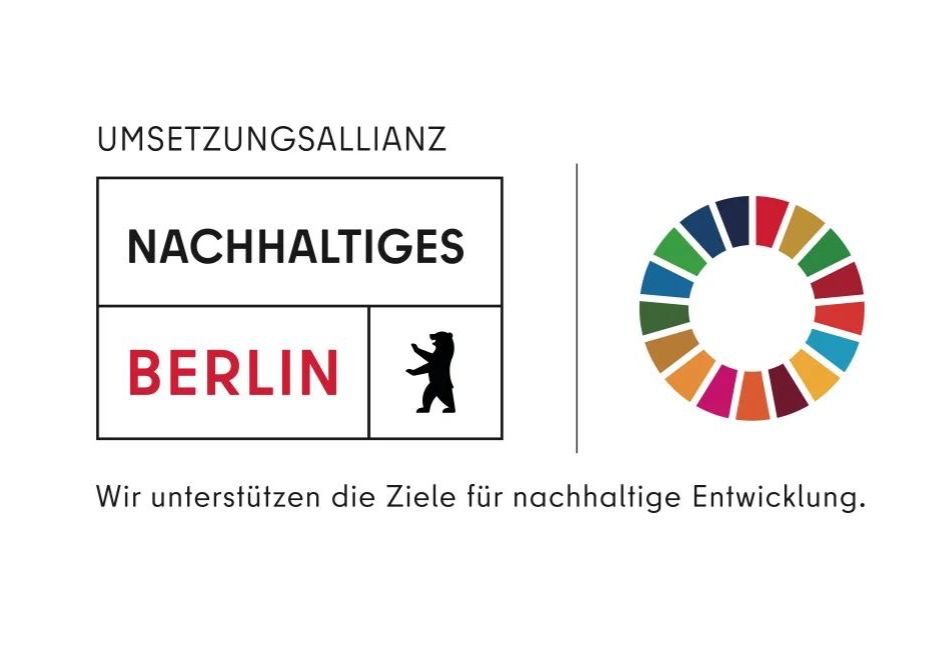 UMSETZUNGSALLIANZ
NACHHALTIGES
BERLIN
Wir unterstützen die Ziele für nachhaltige Entwicklung.